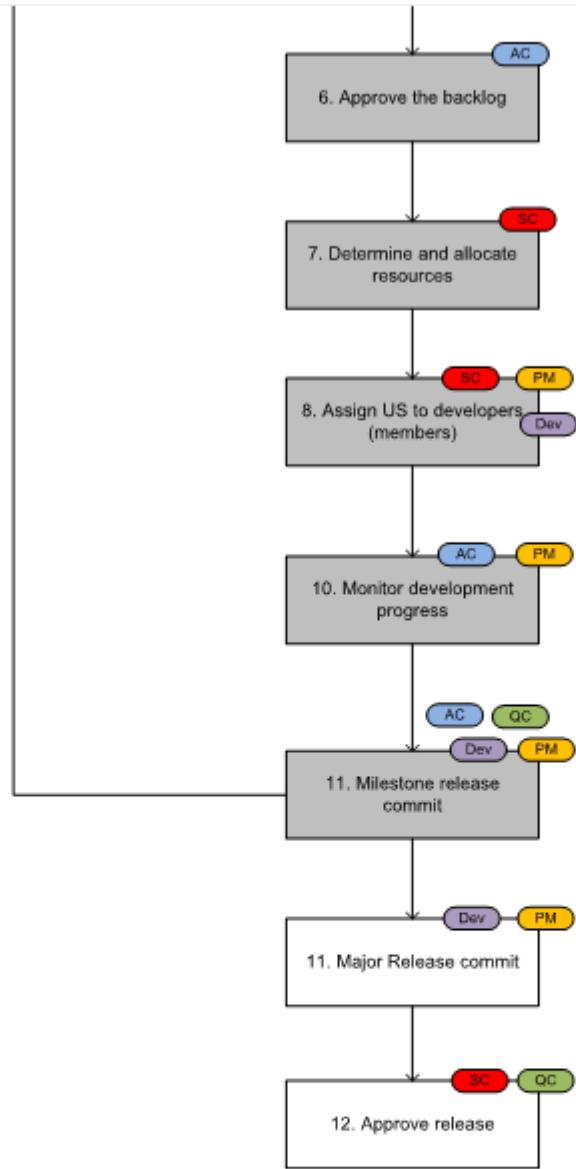 AC
6. Approve the backlog
SC
7. Determine and allocate
resources
SC PM
8. Assign US to developers
Dev
(members)
AC PM
10. Monitor development
progress
AC QC
Dev PM
11. Milestone release
commit
Dev PM
11. Major Release commit
SC QC
12. Approve release